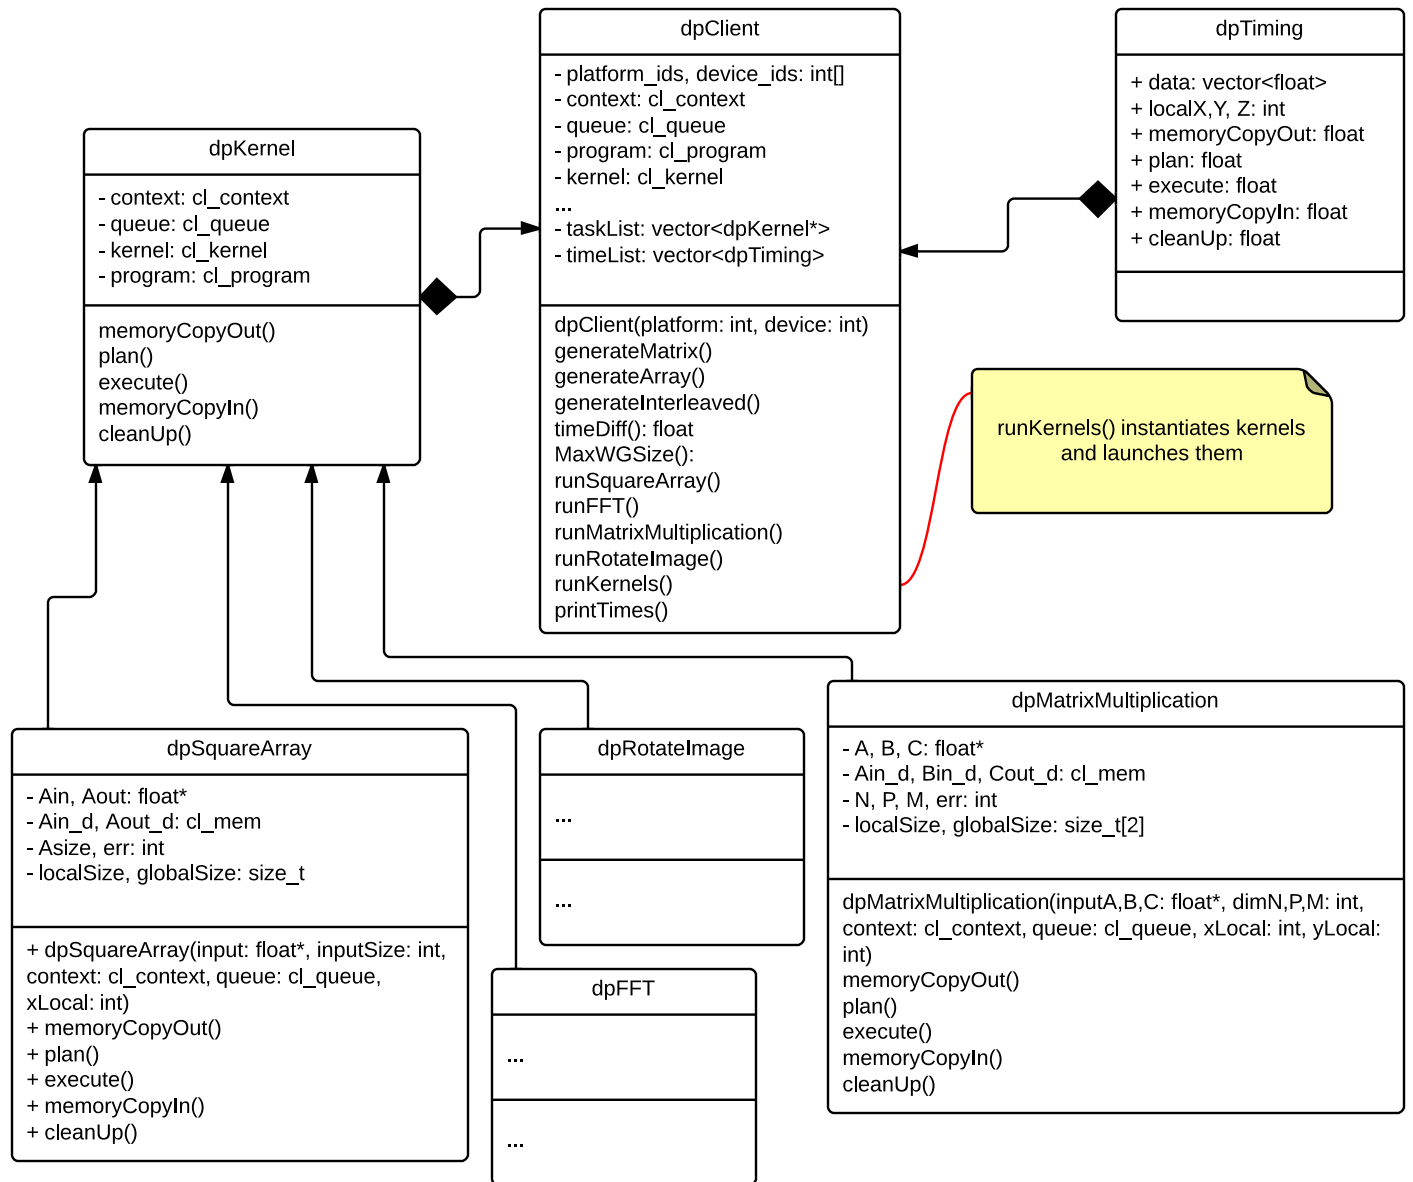 dpClient
- platform_ids, device_ids: int[]
- context: cl_context
- queue: cl_queue
- program: cl_program
- kernel: cl_kernel
...
- taskList: vector<dpKernel*>
- timeList: vector<dpTiming>
dpClient(platform: int, device: int)
generateMatrix()
generateArray()
generateInterleaved()
timeDiff(): float
MaxWGSize():
runSquareArray()
runFFT()
runMatrixMultiplication()
runRotateImage()
runKernels()
printTimes()
dpTiming
+ data: vector<float>
+ localX,Y, Z: int
+ memoryCopyOut: float
+ plan: float
+ execute: float
+ memoryCopyIn: float
+ cleanUp: float
dpKernel
- context: cl_context
- queue: cl_queue
- kernel: cl_kernel
- program: cl_program
memoryCopyOut()
plan()
execute()
memoryCopyIn()
cleanUp()
runKernels() instantiates kernels
and launches them
dpSquareArray
- Ain, Aout: float*
- Ain_d, Aout_d: cl_mem
- Asize, err: int
- localSize, globalSize: size_t
+ dpSquareArray(input: float*, inputSize: int,
context: cl_context, queue: cl_queue,
xLocal: int)
+ memoryCopyOut()
+ plan()
+ execute()
+ memoryCopyIn()
+ cleanUp()
dpRotateImage
...
...
dpFFT
...
...
dpMatrixMultiplication
- A, B, C: float*
- Ain_d, Bin_d, Cout_d: cl_mem
- N, P, M, err: int
- localSize, globalSize: size_t[2]
dpMatrixMultiplication(inputA,B,C: float*, dimN,P,M: int,
context: cl_context, queue: cl_queue, xLocal: int, yLocal:
int)
memoryCopyOut()
plan()
execute()
memoryCopyIn()
cleanUp()